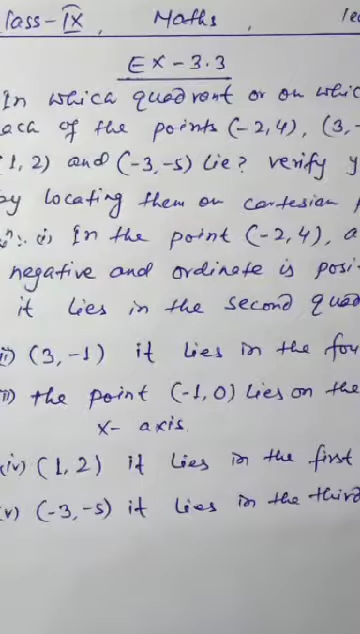 lass-IX, Maths,
EX-3.3
In which quadrant or on whic
ach of the points (-2,4), (3,-
1, 2) and (-3,-5) lie? verify y
by locating them on cartesian p
(i) In the point (-2,4), a
negative and ordinate is posi
it lies in the second quad
ii) (3,-1) it lies in the fou
iii) the point (-1,0) lies on the
X- axis.
(iv) (1,2) it lies in the first
(v) (-3,-5) it lies in the third